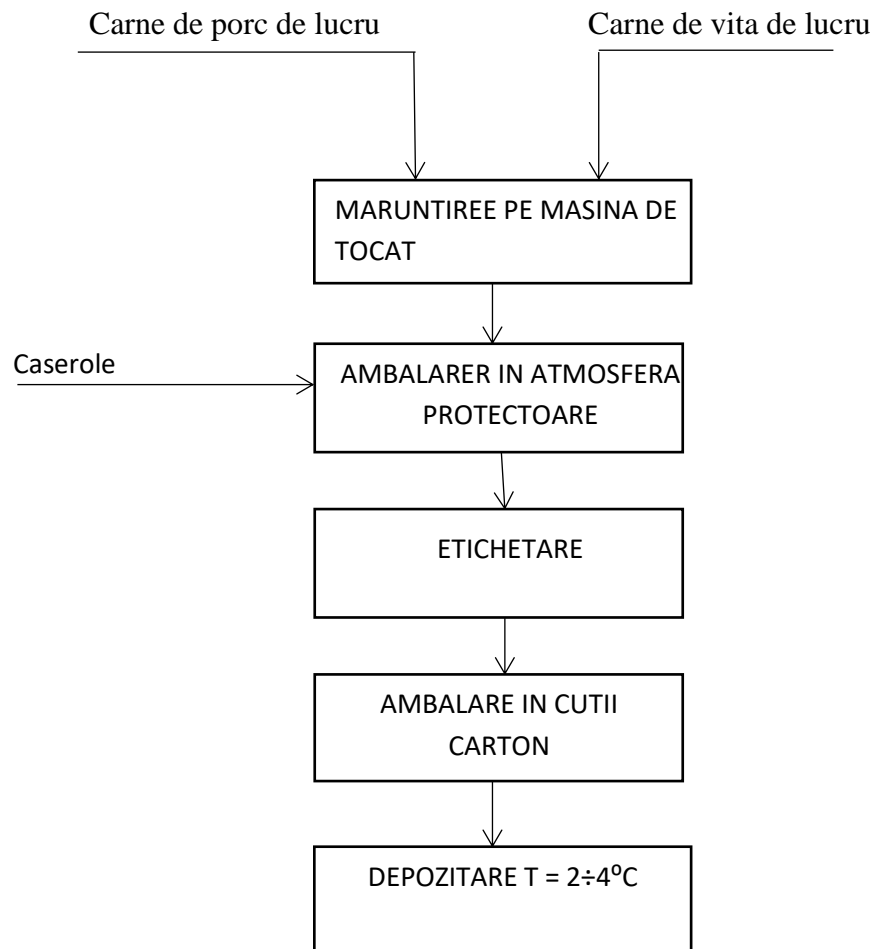 Carne de porc de lucru
Carne de vita de lucru
MARUNTIREE PE MASINA DE
TOCAT
Caserole
AMBALARER IN ATMOSFERA
PROTECTOARE
ETICHETARE
AMBALARE IN CUTII
CARTON
DEPOZITARE T = 2÷4⁰C